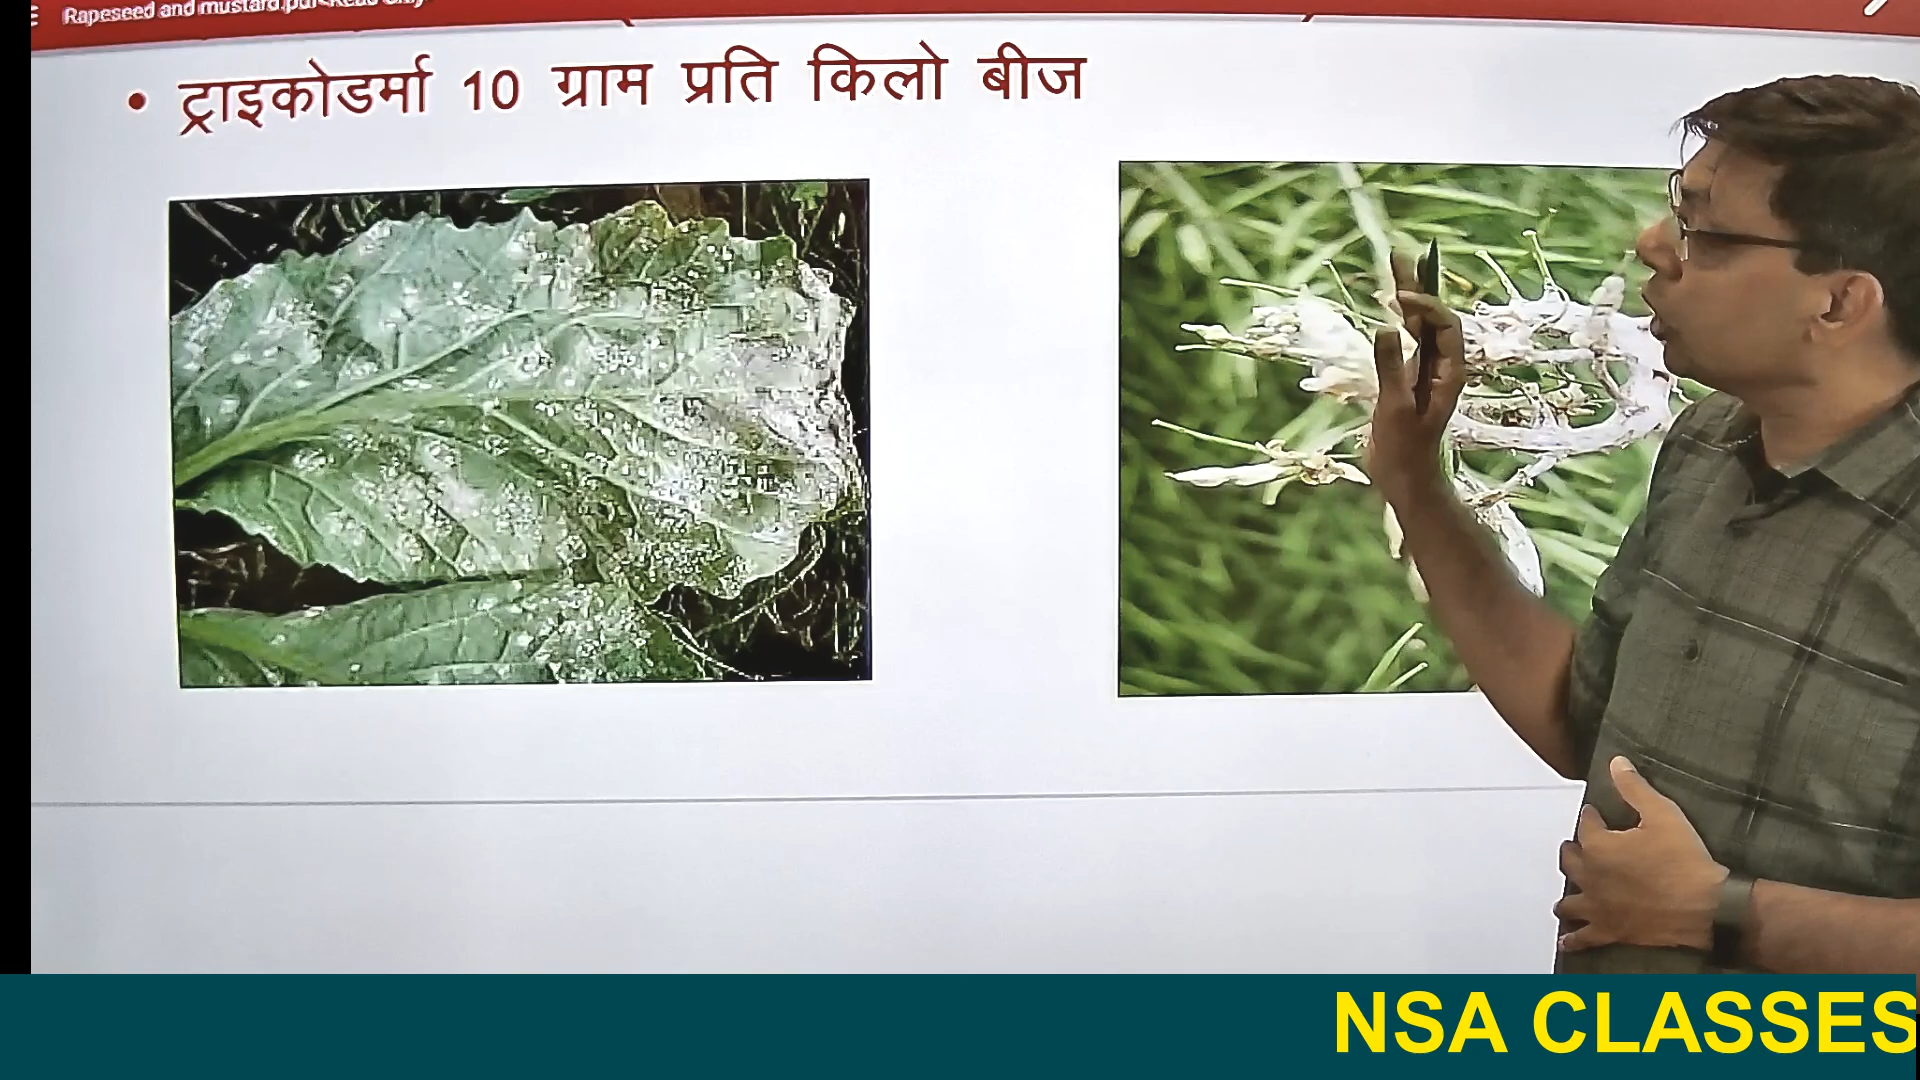 Rapeseed and mustard.pdf
• ट्राइकोडर्मा 10 ग्राम प्रति किलो बीज
NSA CLASSES